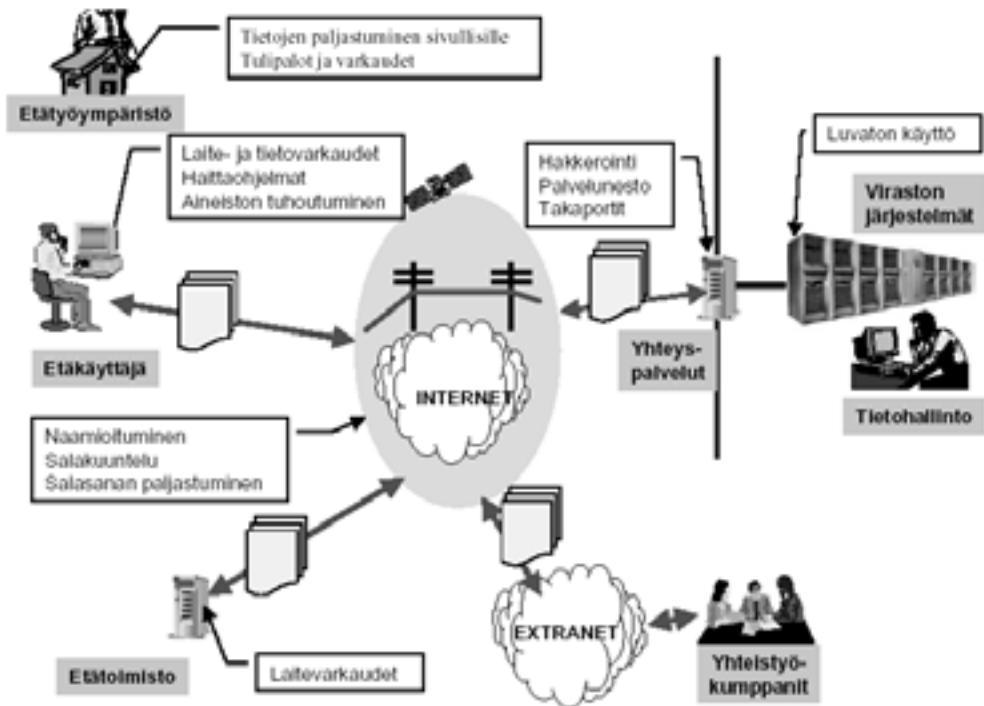 Tietojen paljastuminen sivullisille
Tulipalot ja varkaudet
Etätyöympäristö
Laite- ja tietovarkaudet
Haittaohjelmat
Aineiston tuhoutuminen
Hakkerointi
Palvelunesto
Takaportit
Luvaton käyttö
Viraston
järjestelmät
Etäkäyttäjä
Yhteys-
palvelut
INTERNET
Tietohallinto
Naamioituminen
Salakuuntelu
Salasanan paljastuminen
EXTRANET
Etätoimisto
Laitevarkaudet
Yhteistyö-
kumppanit